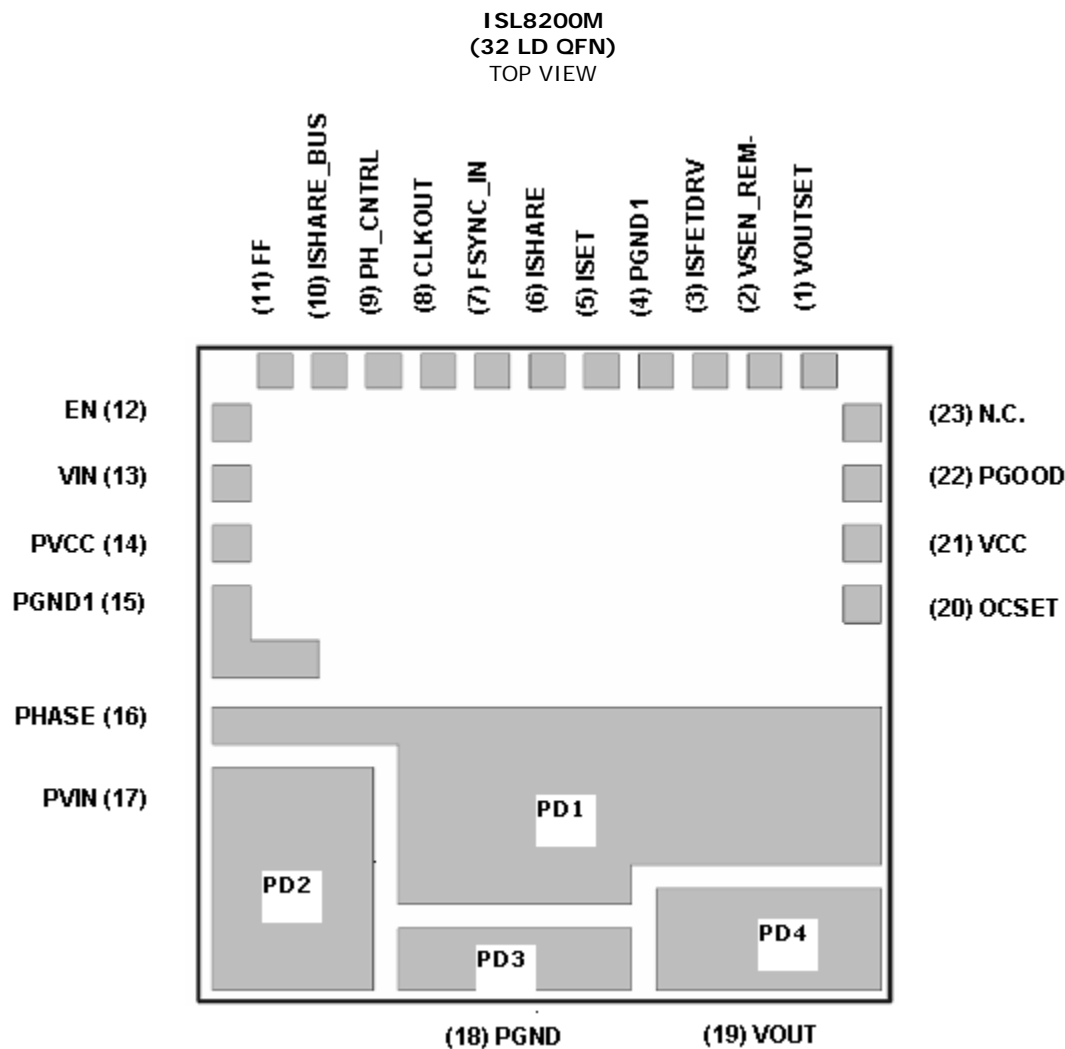 ISL8200M
(32 LD QFN)
TOP VIEW
(11) FF
(10) ISHARE_BUS
(9) PH_CNTRL
(8) CLKOUT
(7) FSYNC_IN
(6) ISHARE
(5) ISET
(4) PGND1
(3) ISFETDRV
(2) VSEN_REM-
(1) VOUTSET
EN (12)
VIN (13)
PVCC (14)
PGND1 (15)
PHASE (16)
PVIN (17)
(23) N.C.
(22) PGOOD
(21) VCC
(20) OCSET
PD1
PD2
PD3
PD4
(18) PGND
(19) VOUT